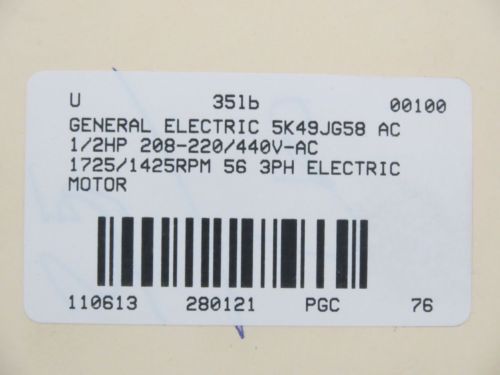 U 35lb 00100
GENERAL ELECTRIC 5K49JG58 AC
1/2HP 208-220/440V-AC
1725/1425RPM 56 3PH ELECTRIC
MOTOR
110613 280121 PGC 76